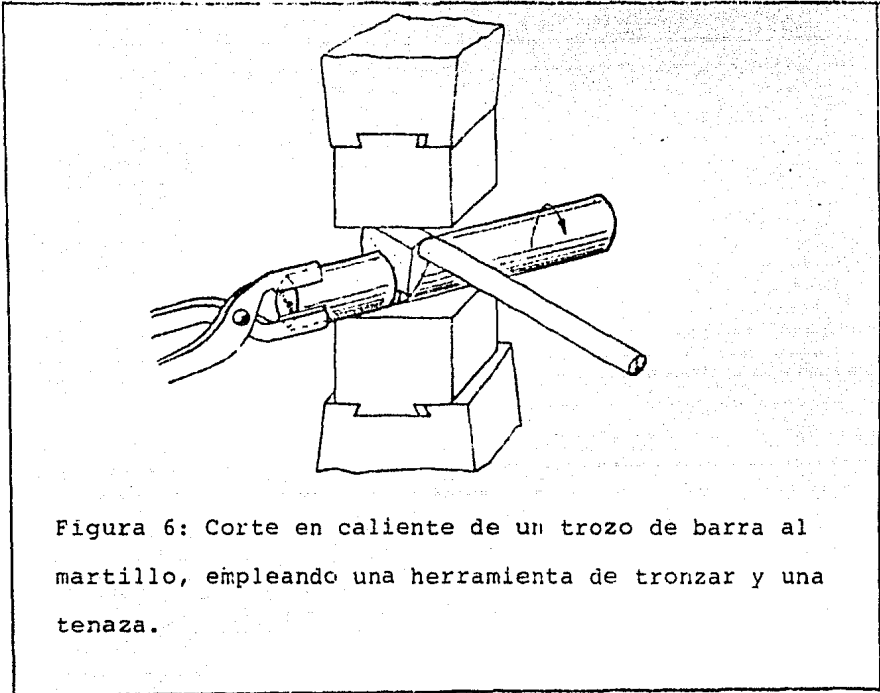 Figura 6: Corte en caliente de un trozo de barra al
martillo, empleando una herramienta de tronzar y una
tenaza.